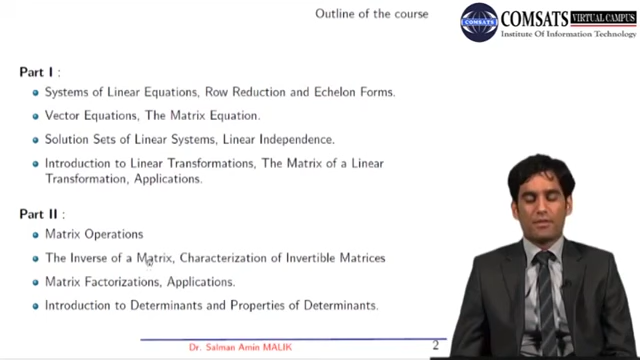 Outline of the course
COMSATS VIRTUAL CAMPUS
Institute Of Information Technology
Part I :
Systems of Linear Equations, Row Reduction and Echelon Forms.
Vector Equations, The Matrix Equation.
Solution Sets of Linear Systems, Linear Independence.
Introduction to Linear Transformations, The Matrix of a Linear
Transformation, Applications.
Part II :
Matrix Operations
The Inverse of a Matrix, Characterization of Invertible Matrices
Matrix Factorizations, Applications.
Introduction to Determinants and Properties of Determinants.
Dr. Salman Amin MALIK
2